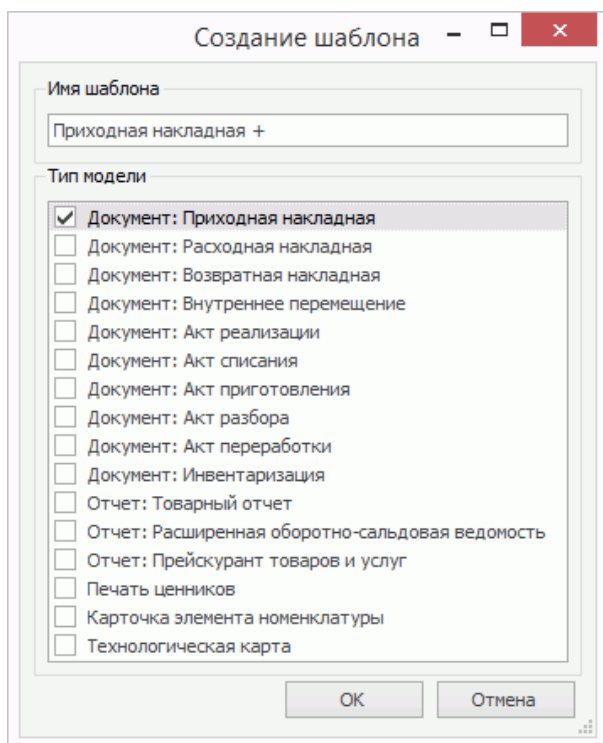 Создание шаблона
Имя шаблона
Приходная накладная +
Тип модели
Документ: Приходная накладная
Документ: Расходная накладная
Документ: Возвратная накладная
Документ: Внутреннее перемещение
Документ: Акт реализации
Документ: Акт списания
Документ: Акт приготовления
Документ: Акт разбора
Документ: Акт переработки
Документ: Инвентаризация
Отчет: Товарный отчет
Отчет: Расширенная оборотно-сальдовая ведомость
Отчет: Прейскурант товаров и услуг
Печать ценников
Карточка элемента номенклатуры
Технологическая карта
OK Отмена